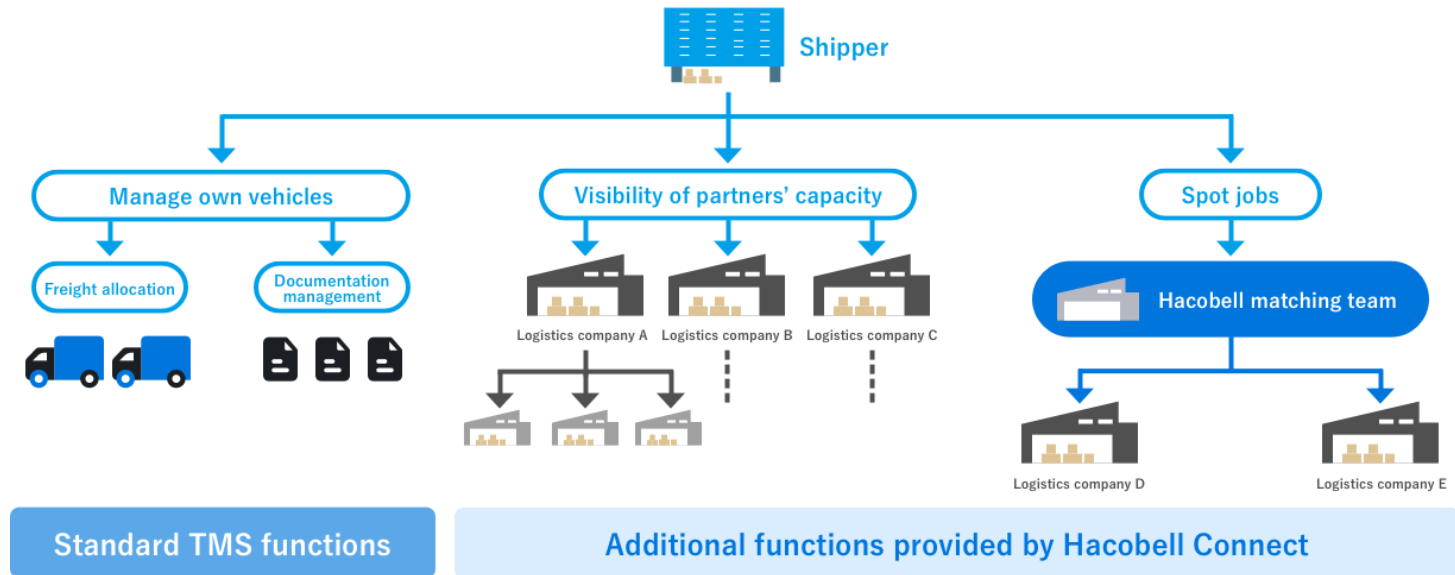 Shipper
Manage own vehicles
Visibility of partners’ capacity
Spot jobs
Freight allocation
Documentation
management
Hacobell matching team
Logistics company A
Logistics company B
Logistics company C
Logistics company D
Logistics company E
Standard TMS functions
Additional functions provided by Hacobell Connect